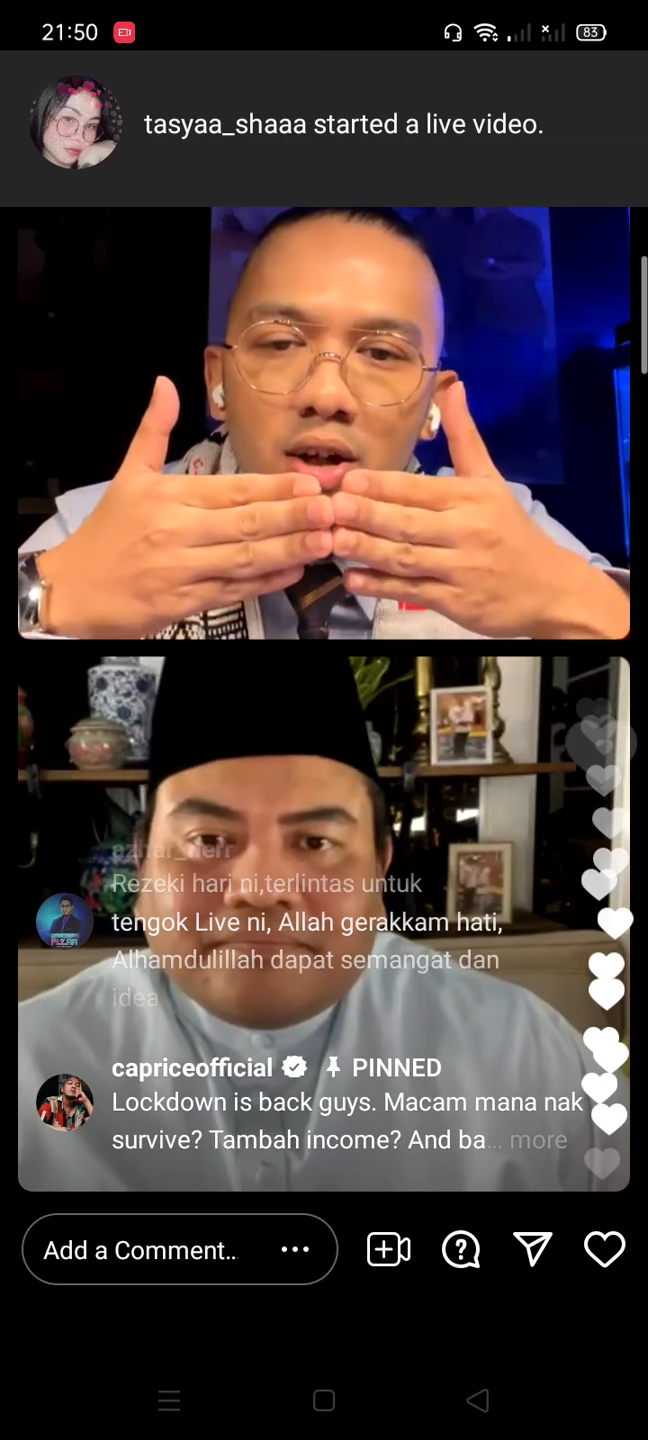 21:50
83
tasyaa_shaaa started a live video.
azhar_herr
Rezeki hari ni,terlintas untuk
tengok Live ni, Allah gerakkam hati,
Alhamdulillah dapat semangat dan
idea
capriceofficial PINNED
Lockdown is back guys. Macam mana nak
survive? Tambah income? And ba... more
Add a Comment..